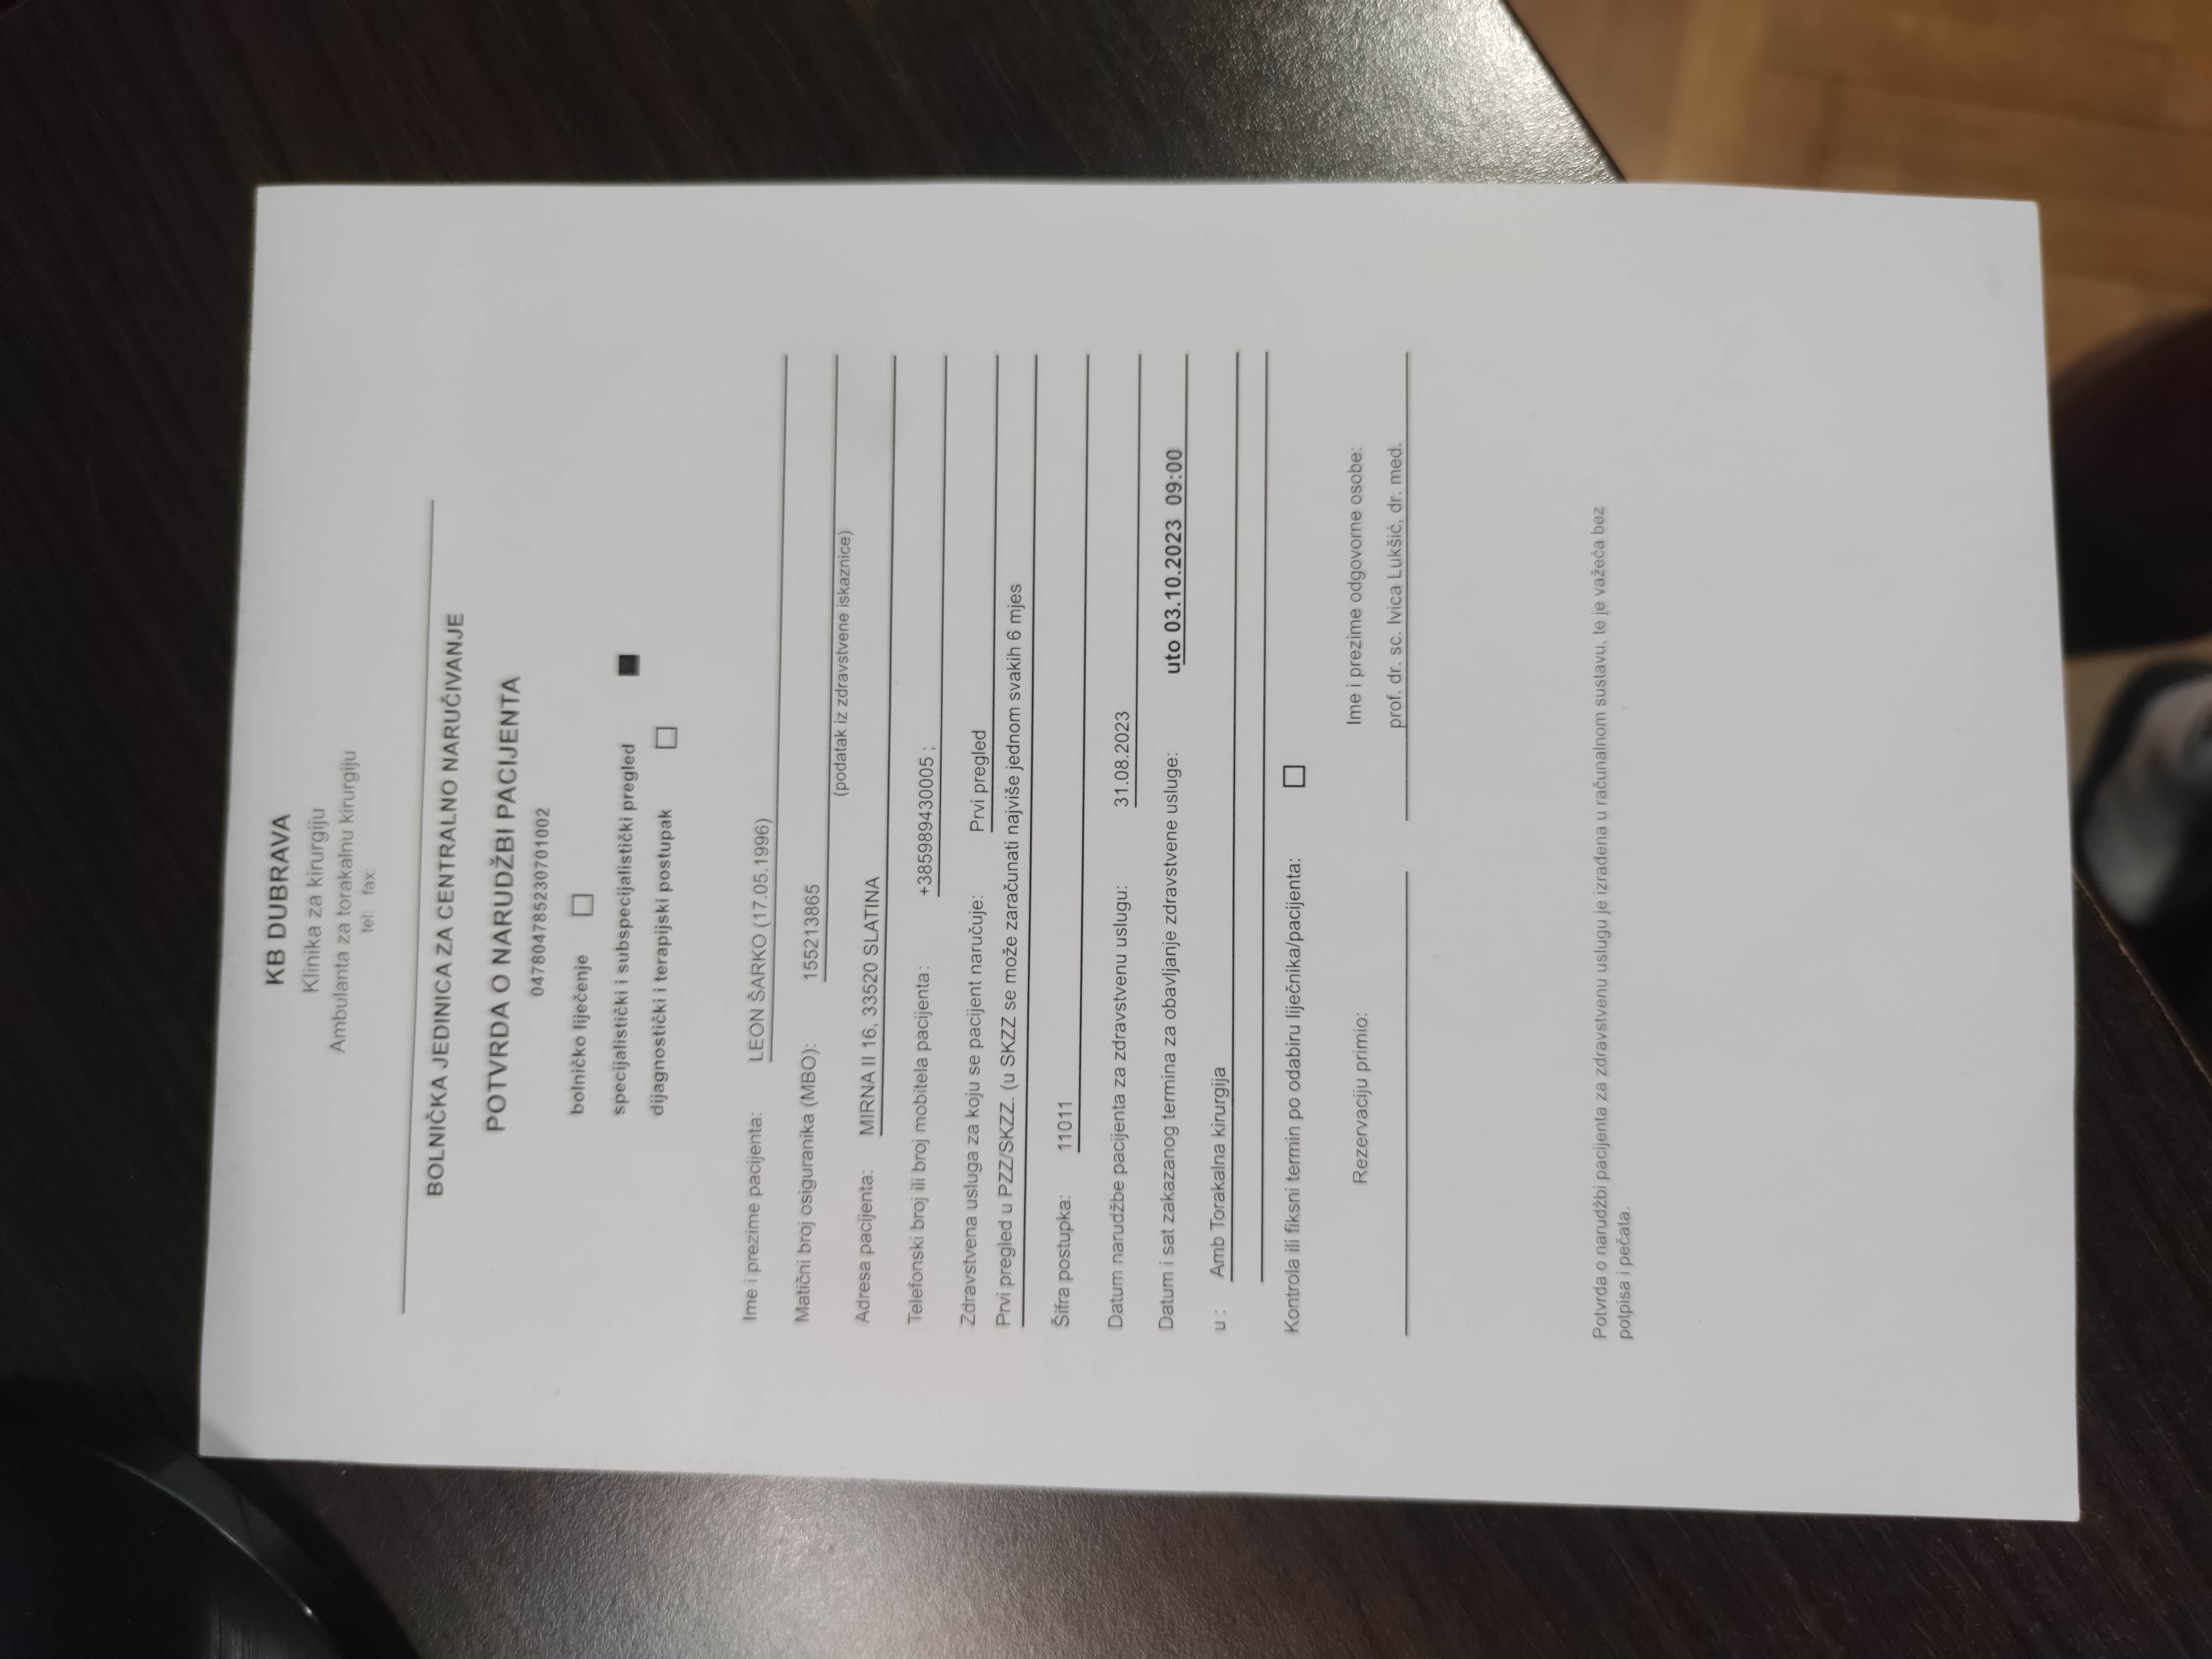 KB DUBRAVA
Klinika za kirurgiju
Ambulanta za torakalnu kirurgiju
tel: fax:
BOLNIČKA JEDINICA ZA CENTRALNO NARUČIVANJE
POTVRDA O NARUDŽBI PACIJENTA
047804785230701002
bolničko liječenje
specijalistički i subspecijalistički pregled
dijagnostički i terapijski postupak
Ime i prezime pacijenta: LEON ŠARKO (17.05.1996)
Matični broj osiguranika (MBO): 155213865
(podatak iz zdravstvene iskaznice)
Adresa pacijenta: MIRNA II 16, 33520 SLATINA
Telefonski broj ili broj mobitela pacijenta: +385989430005 ;
Zdravstvena usluga za koju se pacijent naručuje: Prvi pregled
Prvi pregled u PZZ/SKZZ. (u SKZZ se može zaračunati najviše jednom svakih 6 mjes
Šifra postupka: 11011
Datum narudžbe pacijenta za zdravstvenu uslugu: 31.08.2023
Datum i sat zakazanog termina za obavljanje zdravstvene usluge: uto 03.10.2023 09:00
u : Amb Torakalna kirurgija
Kontrola ili fiksni termin po odabiru liječnika/pacijenta:
Rezervaciju primio: Ime i prezime odgovorne osobe:
prof. dr. sc. Ivica Lukšić, dr. med.
Potvrda o narudžbi pacijenta za zdravstvenu uslugu je izrađena u računalnom sustavu, te je važeća bez
potpisa i pečata.